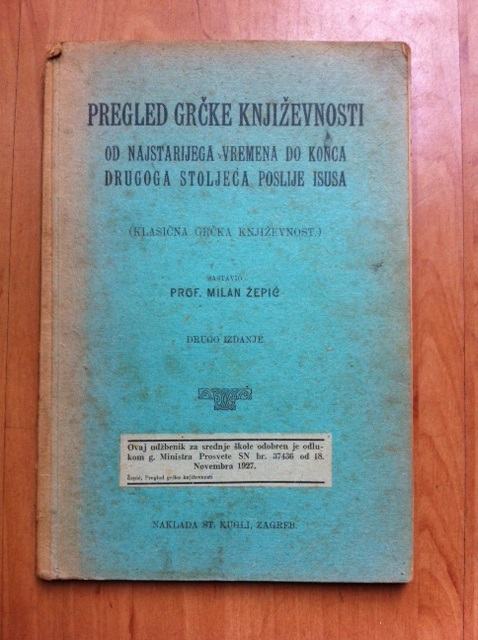 PREGLED GRČKE KNJIŽEVNOSTI
OD NAJSTARIJEGA VREMENA DO KONCA
DRUGOGA STOLJEĆA POSLIJE ISUSA
(KLASIČNA GRČKA KNJIŽEVNOST.)
SASTAVIO
PROF. MILAN ŽEPIĆ
DRUGO IZDANJE
Ovaj udžbenik za srednje škole odobren je odlu-
kom g. Ministra Prosvete SN br. 37436 od 18.
Novembra 1927.
Žepić, Pregled grčke književnosti
NAKLADA ST. KUGLI, ZAGREB.